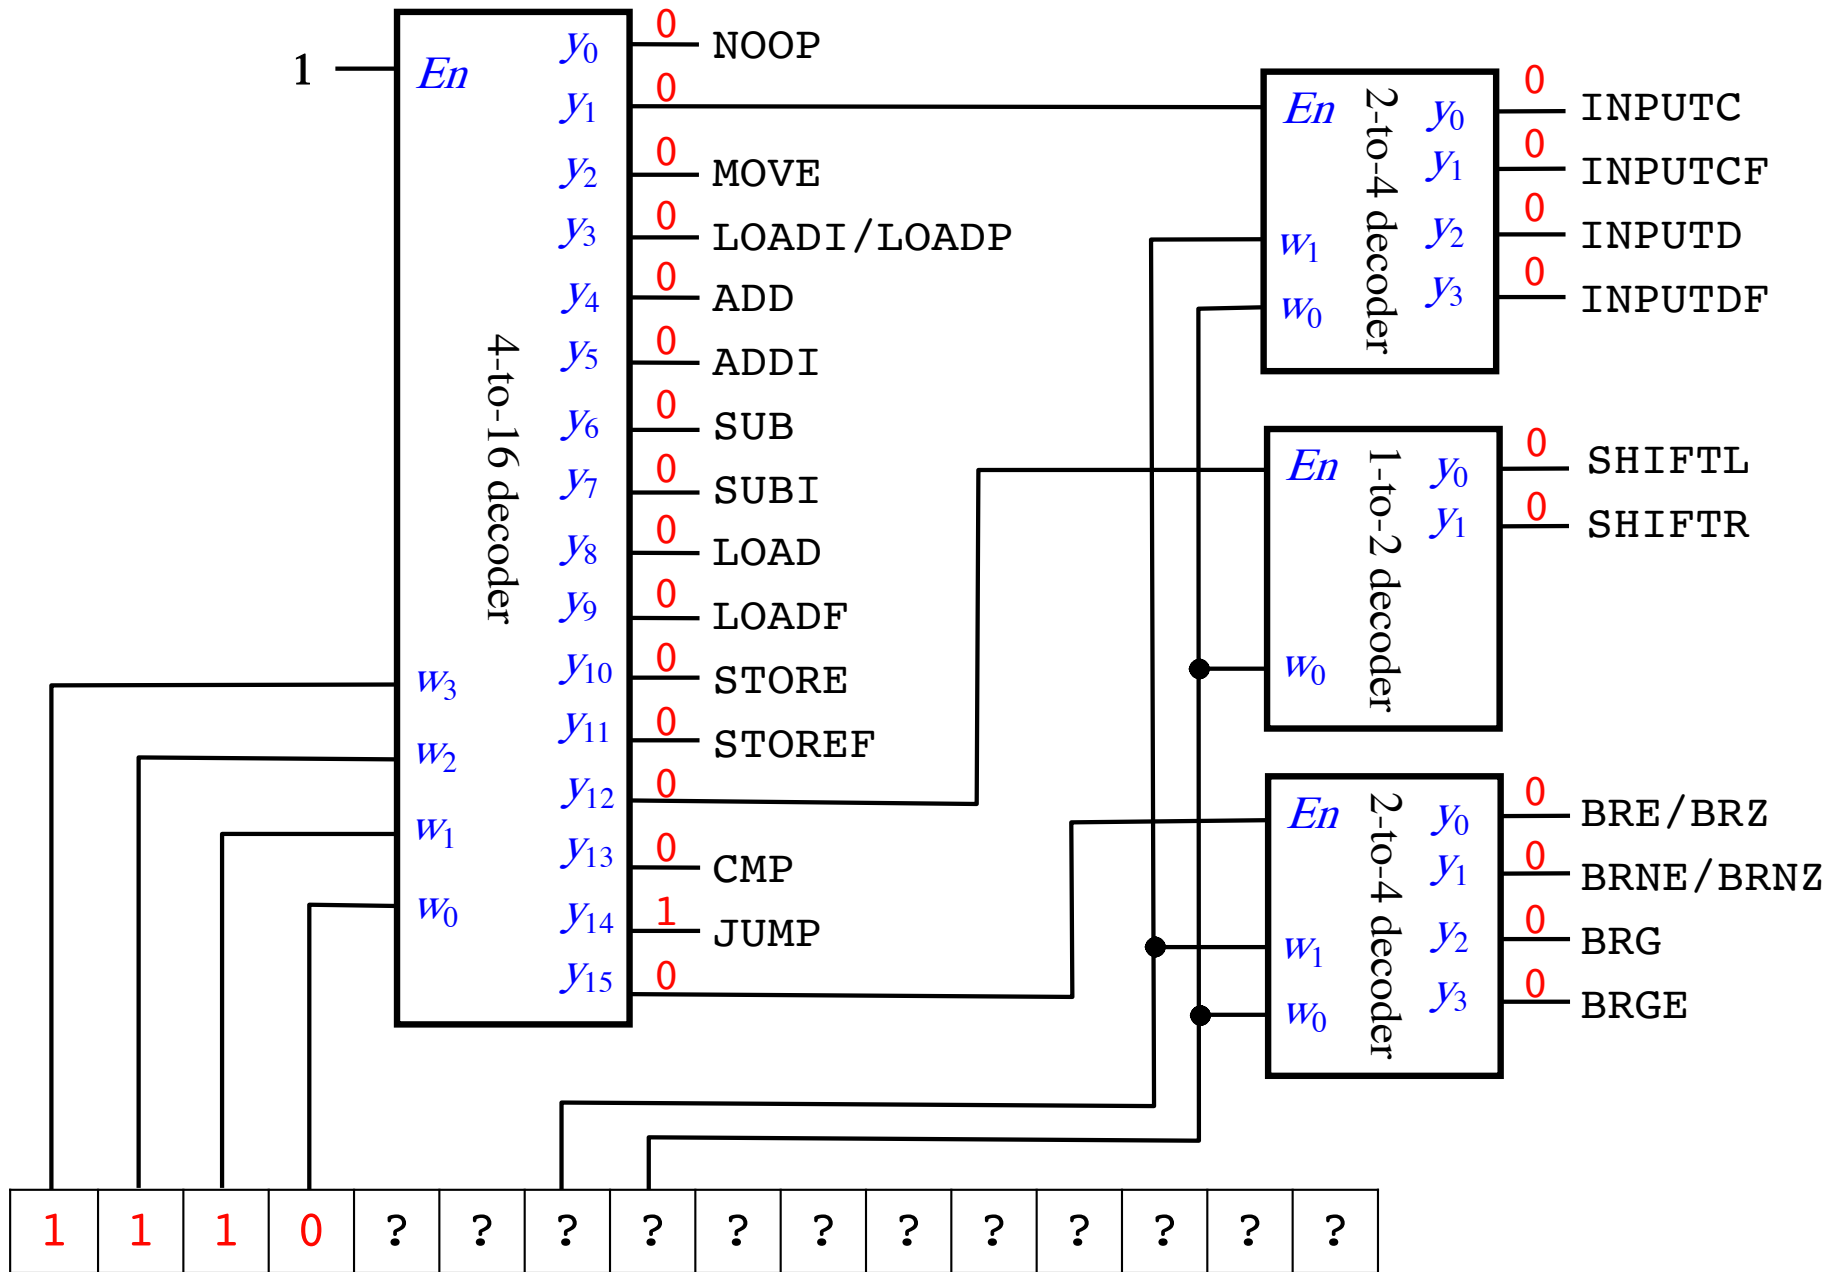 0
y0 NOOP
1 En
0
y1
0
y2 MOVE
0
y3 LOADI/LOADP
0
y4 ADD
0
y5 ADDI
0
y6 SUB
0
y7 SUBI
0
y8 LOAD
0
y9 LOADF
0
y10 STORE
0
y11 STOREF
0
y12
0
y13 CMP
1
y14 JUMP
0
y15
4-to-16 decoder
w3
w2
w1
w0
En
w1
w0
2-to-4 decoder
0
y0 INPUTC
0
y1 INPUTCF
0
y2 INPUTD
0
y3 INPUTDF
En
w0
1-to-2 decoder
0
y0 SHIFTL
0
y1 SHIFTR
En
w1
w0
2-to-4 decoder
0
y0 BRE/BRZ
0
y1 BRNE/BRNZ
0
y2 BRG
0
y3 BRGE
1 1 1 0 ? ? ? ? ? ? ? ? ? ? ? ?